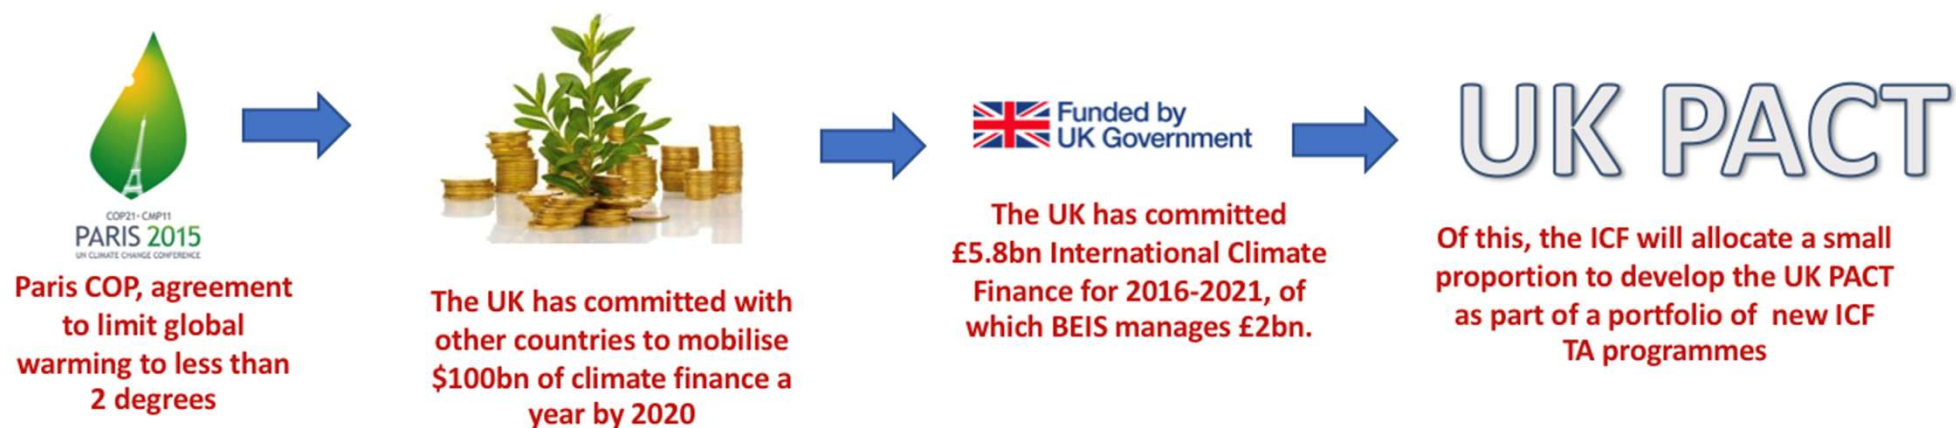 COP21 - CMP11
PARIS 2015
UN CLIMATE CHANGE CONFERENCE
Paris COP, agreement
to limit global
warming to less than
2 degrees
The UK has committed with
other countries to mobilise
$100bn of climate finance a
year by 2020
Funded by
UK Government
The UK has committed
£5.8bn International Climate
Finance for 2016-2021, of
which BEIS manages £2bn.
UK PACT
Of this, the ICF will allocate a small
proportion to develop the UK PACT
as part of a portfolio of new ICF
TA programmes